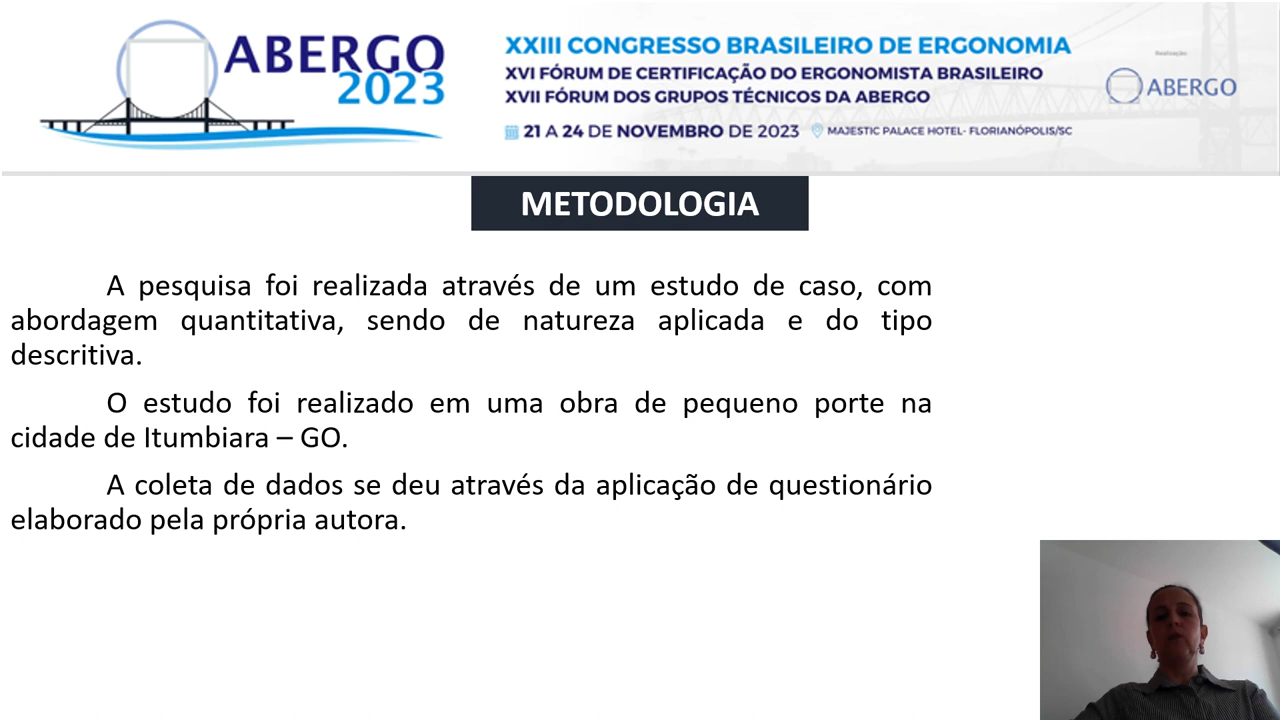 ABERGO
2023
XXIII CONGRESSO BRASILEIRO DE ERGONOMIA
XVI FÓRUM DE CERTIFICAÇÃO DO ERGONOMISTA BRASILEIRO
XVII FÓRUM DOS GRUPOS TÉCNICOS DA ABERGO
21 A 24 DE NOVEMBRO DE 2023 MAJESTIC PALACE HOTEL- FLORIANÓPOLIS/SC
Realização
ABERGO
METODOLOGIA
A pesquisa foi realizada através de um estudo de caso, com
abordagem quantitativa, sendo de natureza aplicada e do tipo
descritiva.
O estudo foi realizado em uma obra de pequeno porte na
cidade de Itumbiara – GO.
A coleta de dados se deu através da aplicação de questionário
elaborado pela própria autora.